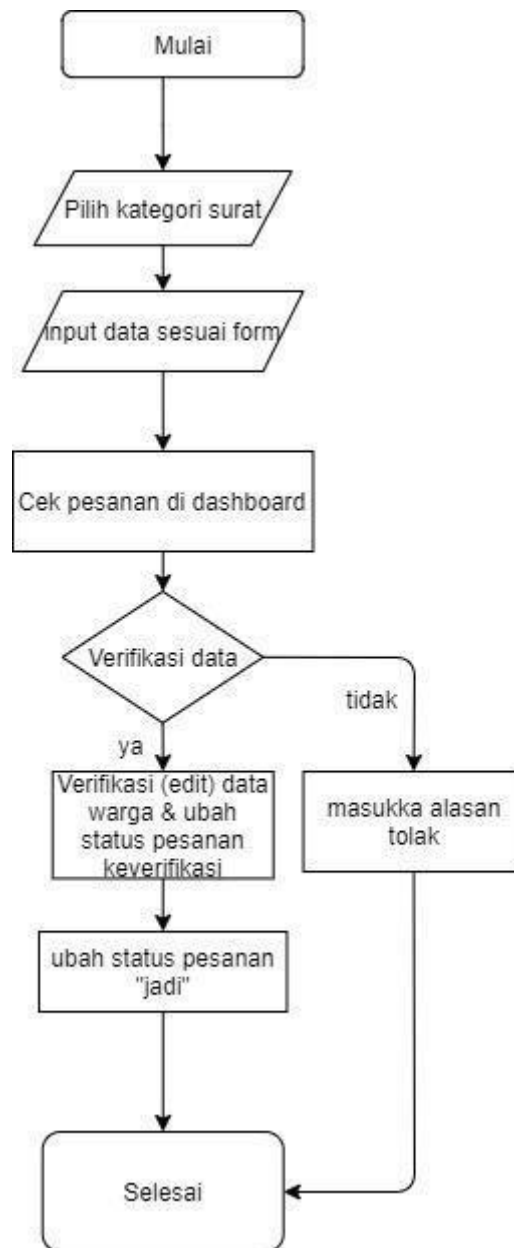 Mulai
Pilih kategori surat
input data sesuai form
Cek pesanan di dashboard
Verifikasi data
tidak
ya
Verifikasi (edit) data
warga & ubah
status pesanan
keverifikasi
masukka alasan
tolak
ubah status pesanan
"jadi"
Selesai